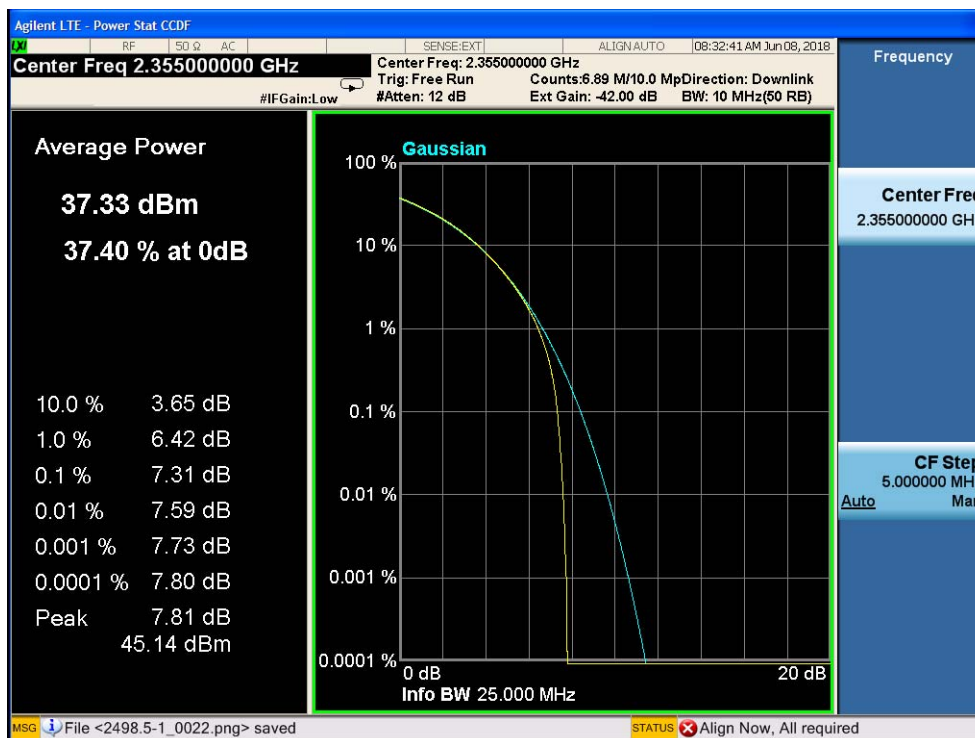 Agilent LTE - Power Stat CCDF
LXI RF 50 Ω AC SENSE:EXT ALIGN AUTO 08:32:41 AM Jun 08, 2018
Center Freq 2.355000000 GHz
#IFGain:Low
Center Freq: 2.355000000 GHz
Trig: Free Run Counts:6.89 M/10.0 MpDirection: Downlink
#Atten: 12 dB Ext Gain: -42.00 dB BW: 10 MHz(50 RB)
Average Power
37.33 dBm
37.40 % at 0dB
10.0 % 3.65 dB
1.0 % 6.42 dB
0.1 % 7.31 dB
0.01 % 7.59 dB
0.001 % 7.73 dB
0.0001 % 7.80 dB
Peak 7.81 dB
45.14 dBm
Gaussian
100 %
10 %
1 %
0.1 %
0.01 %
0.001 %
0.0001 %
0 dB 20 dB
Info BW 25.000 MHz
Frequency
Center Freq
2.355000000 GH
CF Step
5.000000 MH
Auto Ma
MSG File <2498.5-1_0022.png> saved
STATUS Align Now, All required